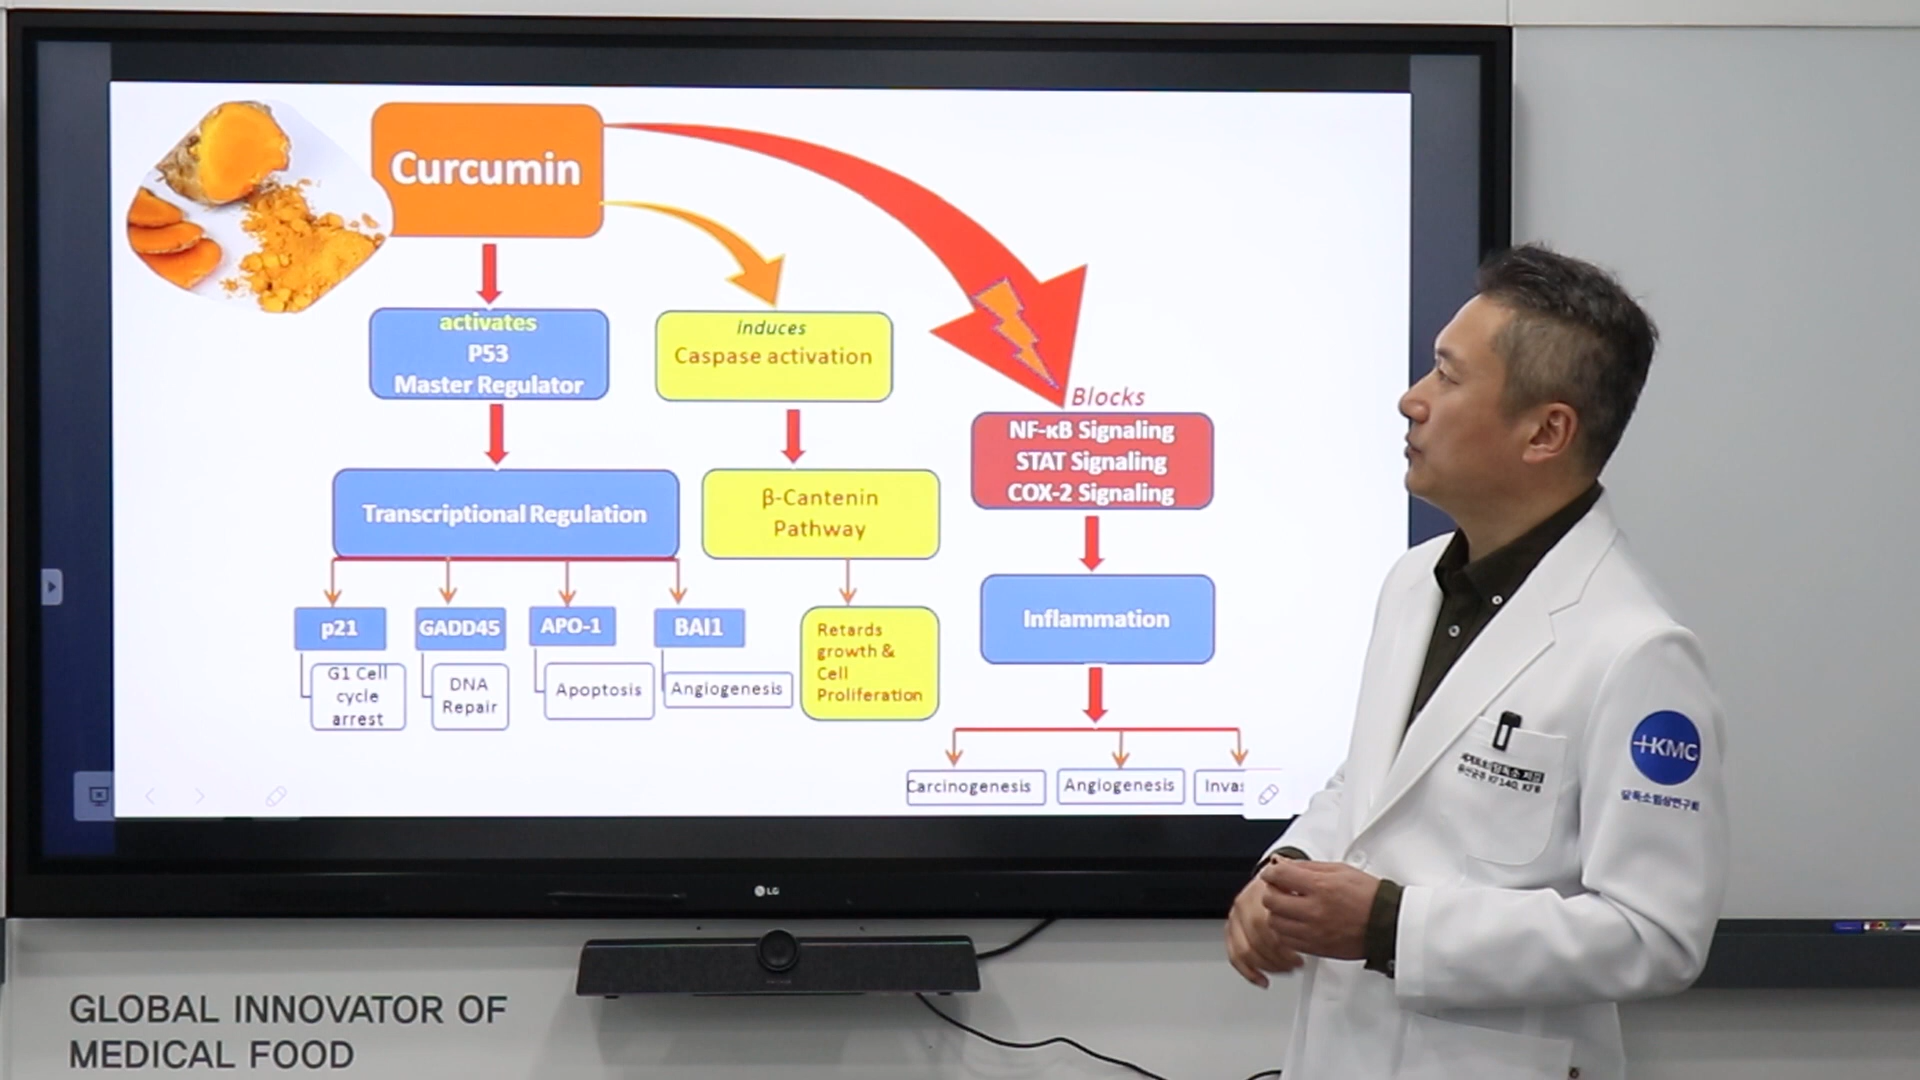 Curcumin
activates
P53
Master Regulator
induces
Caspase activation
Blocks
NF-κB Signaling
STAT Signaling
COX-2 Signaling
Transcriptional Regulation
β-Cantenin
Pathway
Inflammation
p21
GADD45
APO-1
BAI1
G1 Cell
cycle
arrest
DNA
Repair
Apoptosis
Angiogenesis
Retards
growth &
Cell
Proliferation
Carcinogenesis
Angiogenesis
LG
HKMG
GLOBAL INNOVATOR OF
MEDICAL FOOD